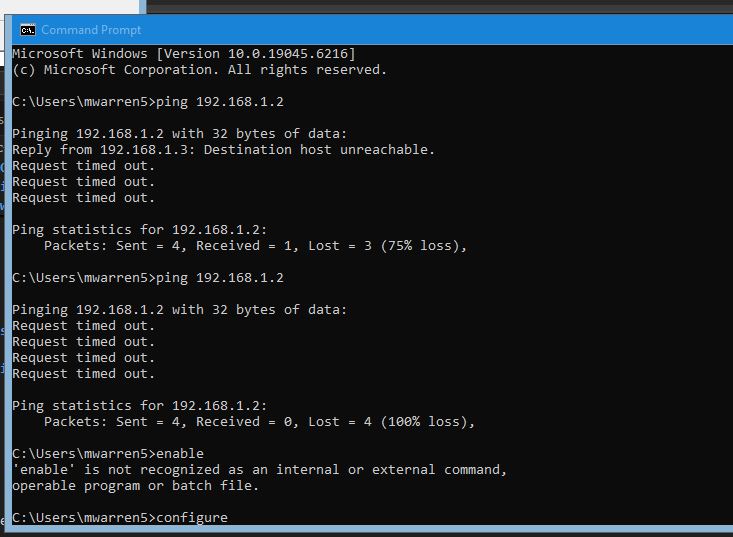 Command Prompt
Microsoft Windows [Version 10.0.19045.6216]
(c) Microsoft Corporation. All rights reserved.
C:\Users\mwarren5>ping 192.168.1.2
Pinging 192.168.1.2 with 32 bytes of data:
Reply from 192.168.1.3: Destination host unreachable.
Request timed out.
Request timed out.
Request timed out.
Ping statistics for 192.168.1.2:
    Packets: Sent = 4, Received = 1, Lost = 3 (75% loss),
C:\Users\mwarren5>ping 192.168.1.2
Pinging 192.168.1.2 with 32 bytes of data:
Request timed out.
Request timed out.
Request timed out.
Request timed out.
Ping statistics for 192.168.1.2:
    Packets: Sent = 4, Received = 0, Lost = 4 (100% loss),
C:\Users\mwarren5>enable
'enable' is not recognized as an internal or external command,
operable program or batch file.
C:\Users\mwarren5>configure